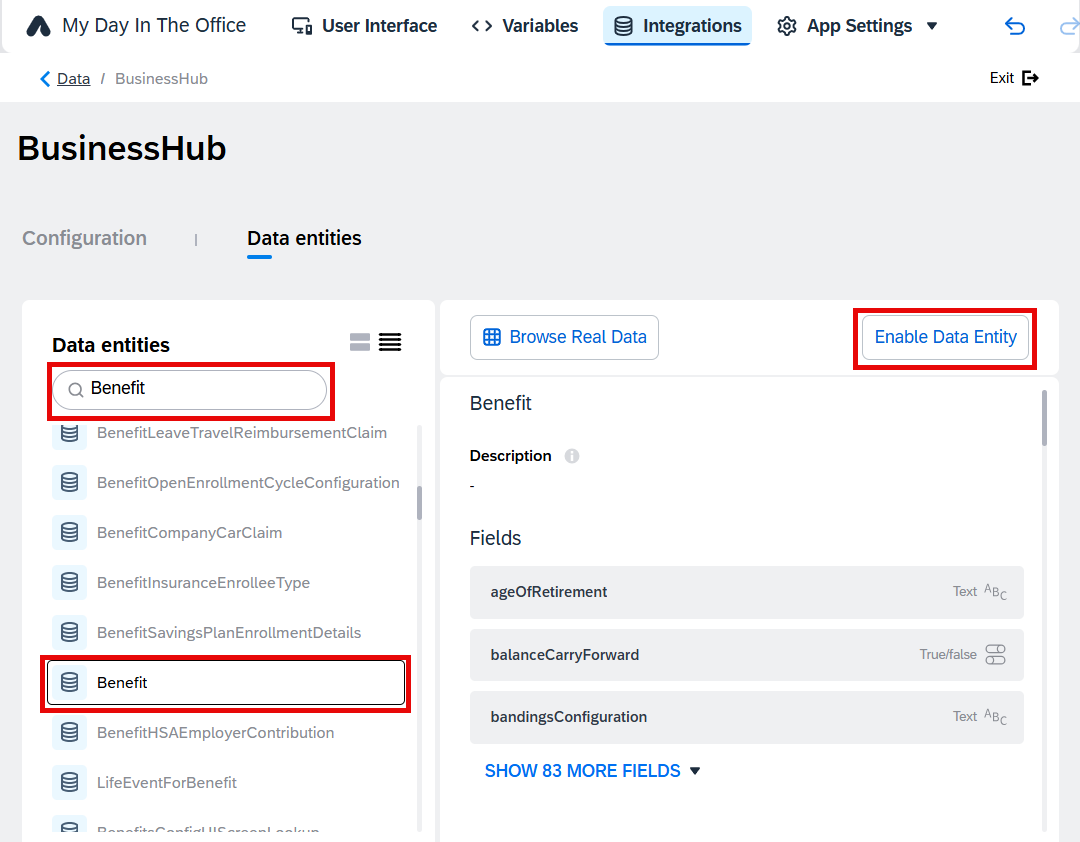 My Day In The Office
User Interface
Variables
Integrations
App Settings
Data / BusinessHub
Exit
BusinessHub
Configuration
Data entities
Data entities
Benefit
BenefitLeaveTravelReimbursementClaim
BenefitOpenEnrollmentCycleConfiguration
BenefitCompanyCarClaim
BenefitInsuranceEnrolleeType
BenefitSavingsPlanEnrollmentDetails
Benefit
BenefitHSAEmployerContribution
LifeEventForBenefit
BenefitsConfigUIScreenLookup
Browse Real Data
Enable Data Entity
Benefit
Description
-
Fields
ageOfRetirement Text ABC
balanceCarryForward True/false
bandingsConfiguration Text ABC
SHOW 83 MORE FIELDS